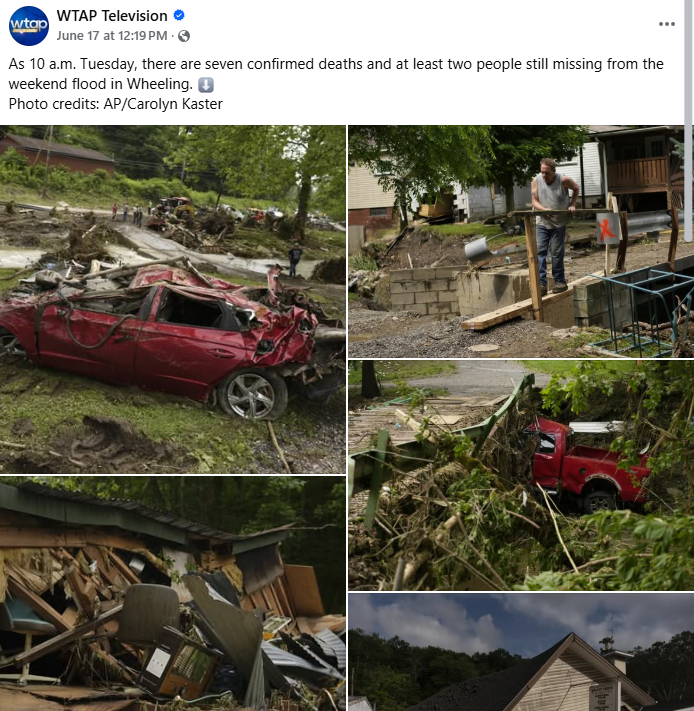 wtap
WTAP Television
June 17 at 12:19 PM ·
As 10 a.m. Tuesday, there are seven confirmed deaths and at least two people still missing from the
weekend flood in Wheeling.
Photo credits: AP/Carolyn Kaster